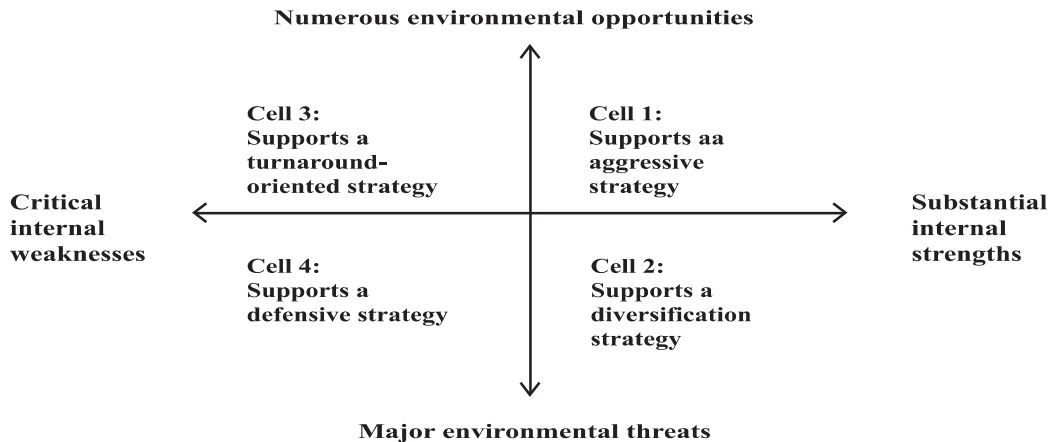 Numerous environmental opportunities
Cell 3:
Supports a
turnaround-
oriented strategy
Cell 1:
Supports aa
aggressive
strategy
Critical
internal
weaknesses
Substantial
internal
strengths
Cell 4:
Supports a
defensive strategy
Cell 2:
Supports a
diversification
strategy
Major environmental threats